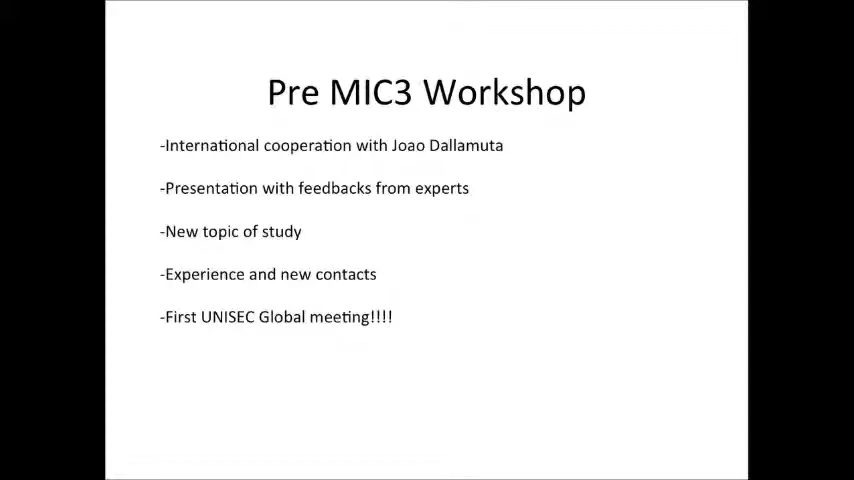 Pre MIC3 Workshop
-International cooperation with Joao Dallamuta
-Presentation with feedbacks from experts
-New topic of study
-Experience and new contacts
-First UNISEC Global meeting!!!!